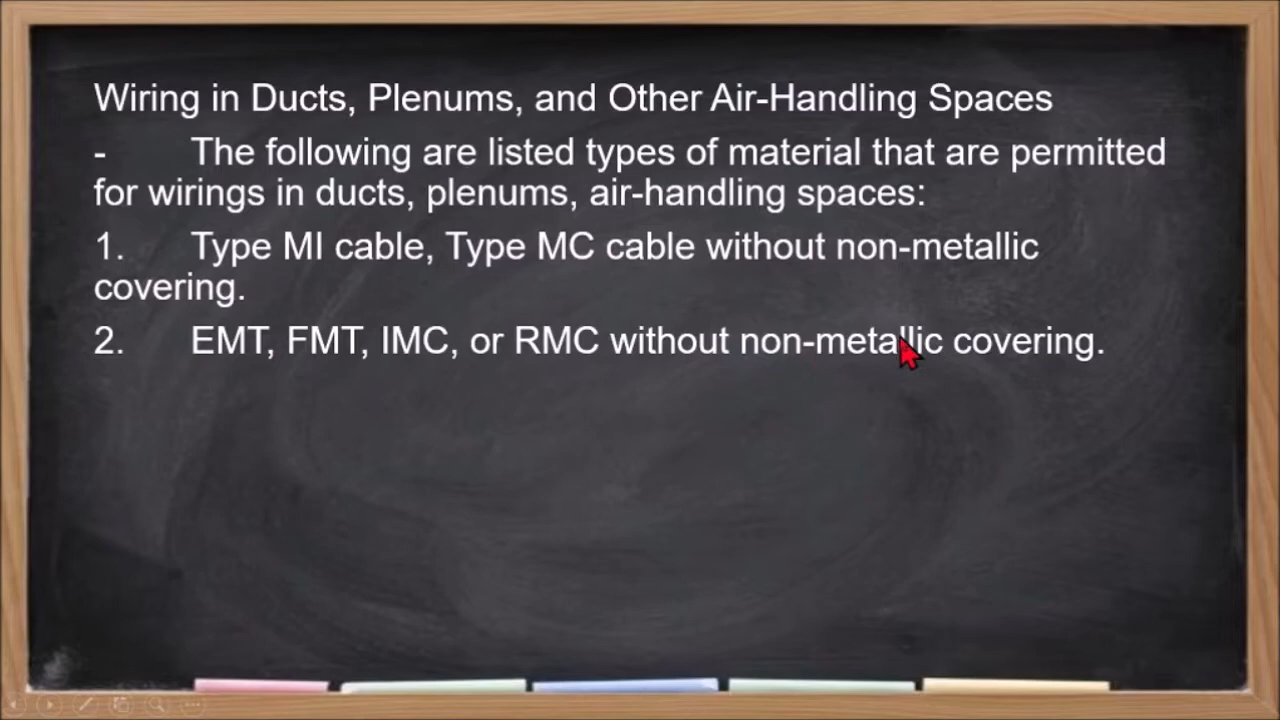 Wiring in Ducts, Plenums, and Other Air-Handling Spaces
- The following are listed types of material that are permitted
for wirings in ducts, plenums, air-handling spaces:
1. Type MI cable, Type MC cable without non-metallic
covering.
2. EMT, FMT, IMC, or RMC without non-metallic covering.